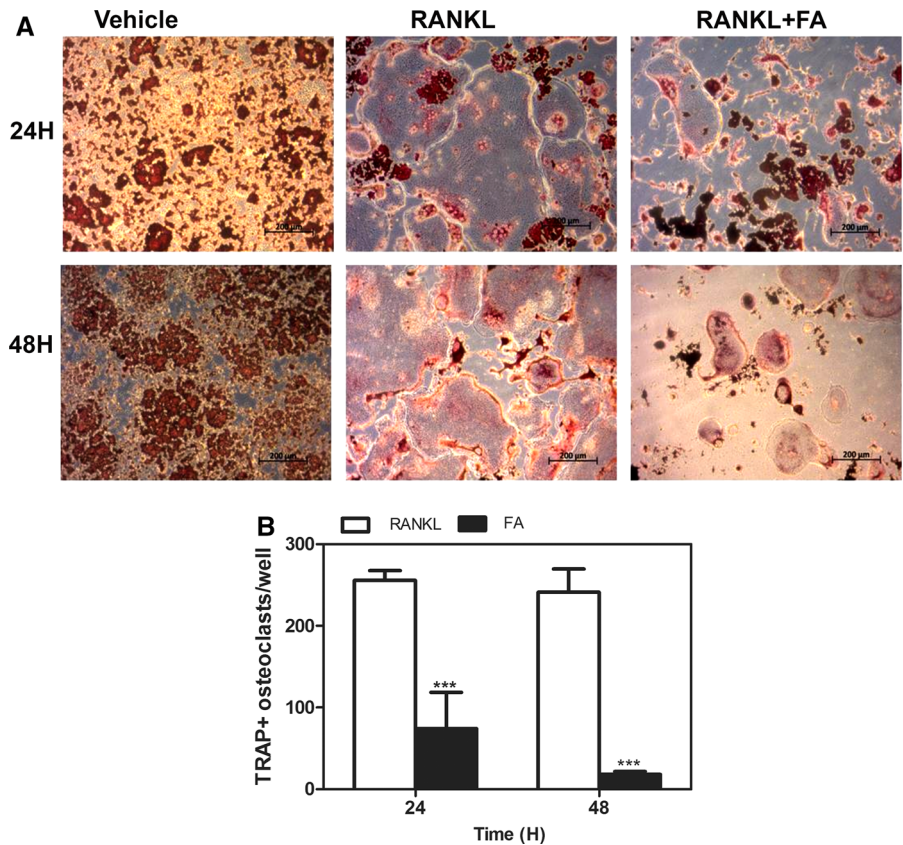 A
Vehicle
RANKL
RANKL+FA
24H
200 µm
200 µm
200 µm
48H
200 µm
200 µm
200 µm
B
RANKL
FA
TRAP+ osteoclasts/well
300
200
100
0
***
***
24
48
Time (H)